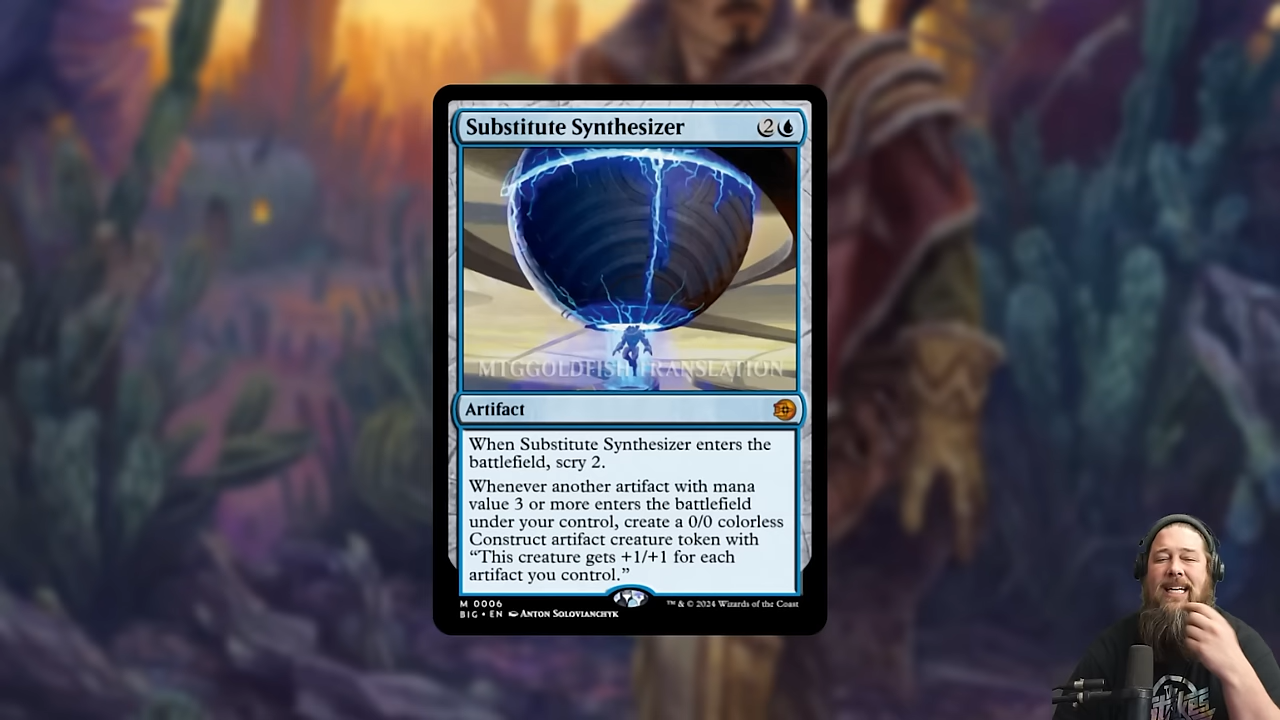 Substitute Synthesizer
2
MTGGOLDFISH TRANSLATION
Artifact
When Substitute Synthesizer enters the
battlefield, scry 2.
Whenever another artifact with mana
value 3 or more enters the battlefield
under your control, create a 0/0 colorless
Construct artifact creature token with
“This creature gets +1/+1 for each
artifact you control.”
M 0006
BIG • EN Anton Solovianchyk
™ & © 2024 Wizards of the Coast